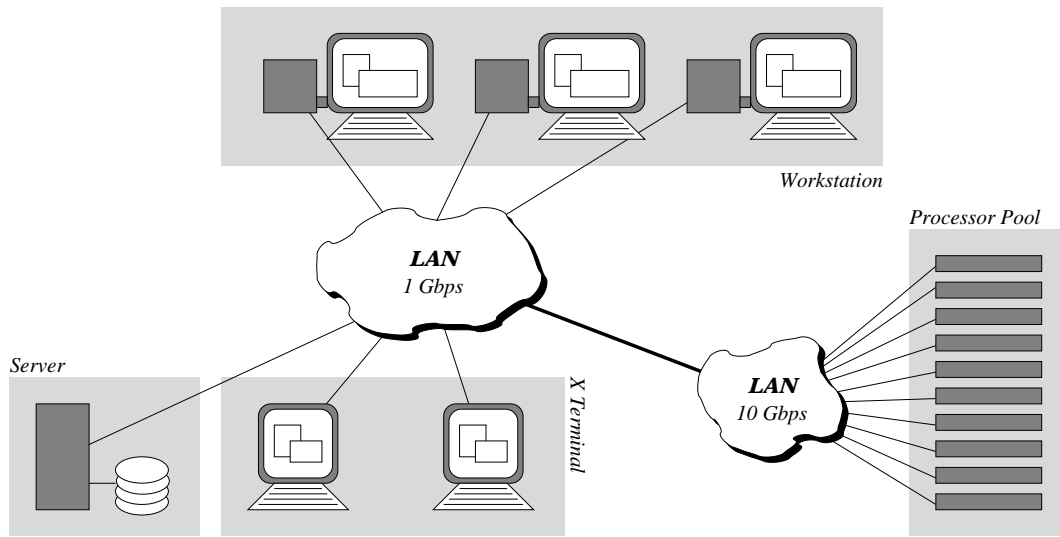 Workstation
Processor Pool
LAN
1 Gbps
Server
X Terminal
LAN
10 Gbps